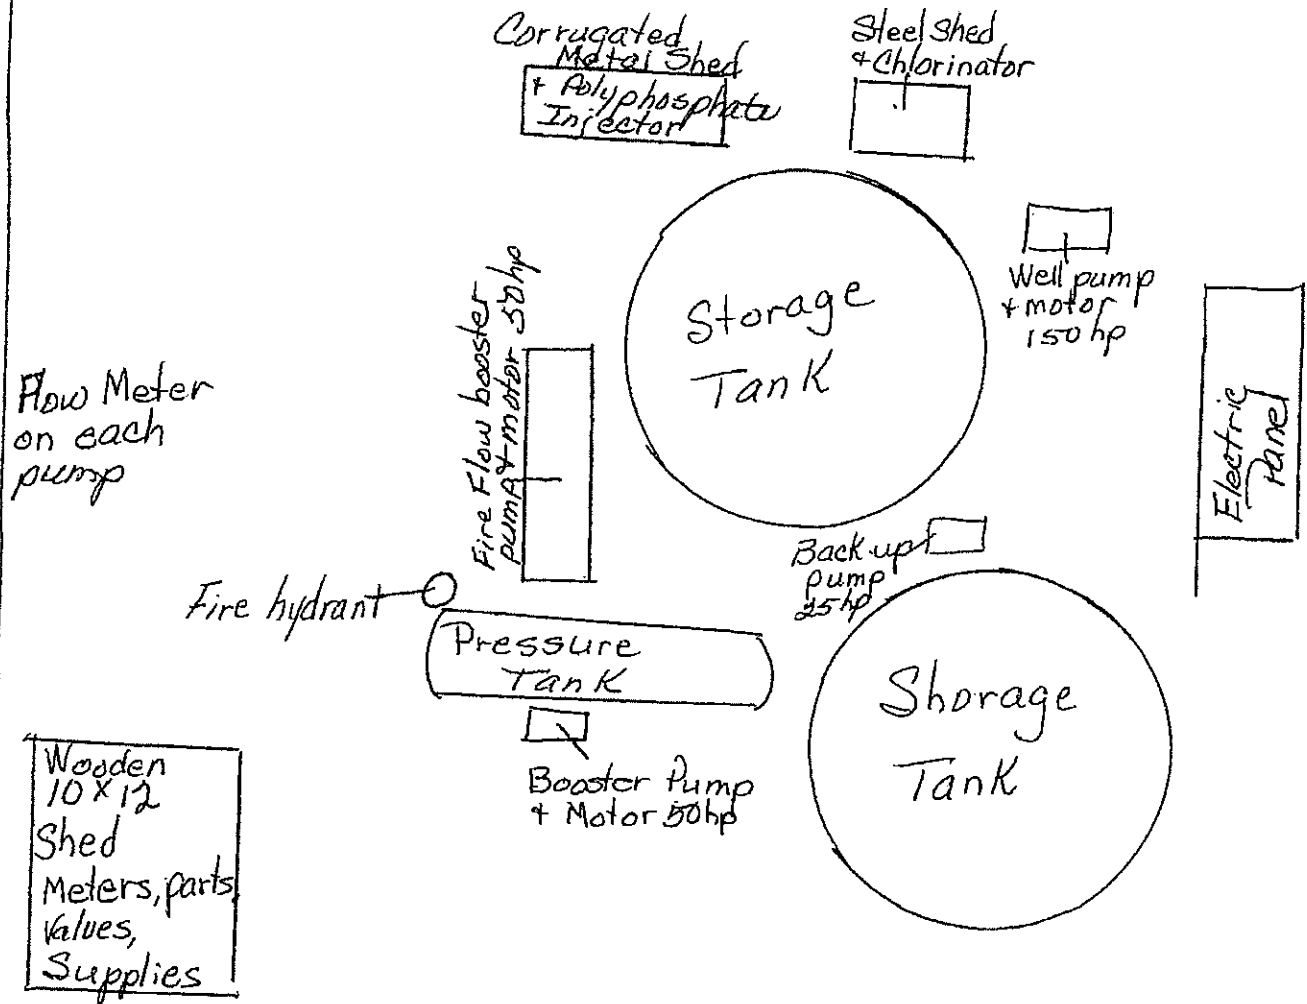 Corrugated
Metal Shed
+ Polyphosphate
Injector
Steel Shed
+ Chlorinator
Well pump
+ motor
150 hp
Storage
Tank
Fire Flow booster
pump + motor 50hp
Electric
Panel
Flow Meter
on each
pump
Back-up
pump
25hp
Fire hydrant
Pressure
Tank
Shorage
Tank
Booster Pump
+ Motor 50hp
Wooden
10 x 12
Shed
Meters, parts
Values,
Supplies